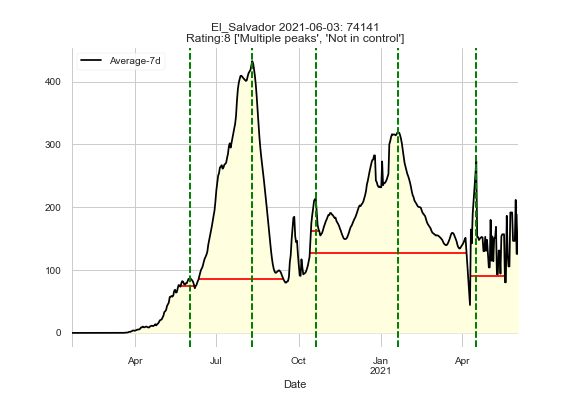 El_Salvador 2021-06-03: 74141
Rating:8 ['Multiple peaks', 'Not in control']
Average-7d
400
300
200
100
0
Apr
Jul
Oct
Jan
2021
Apr
Date